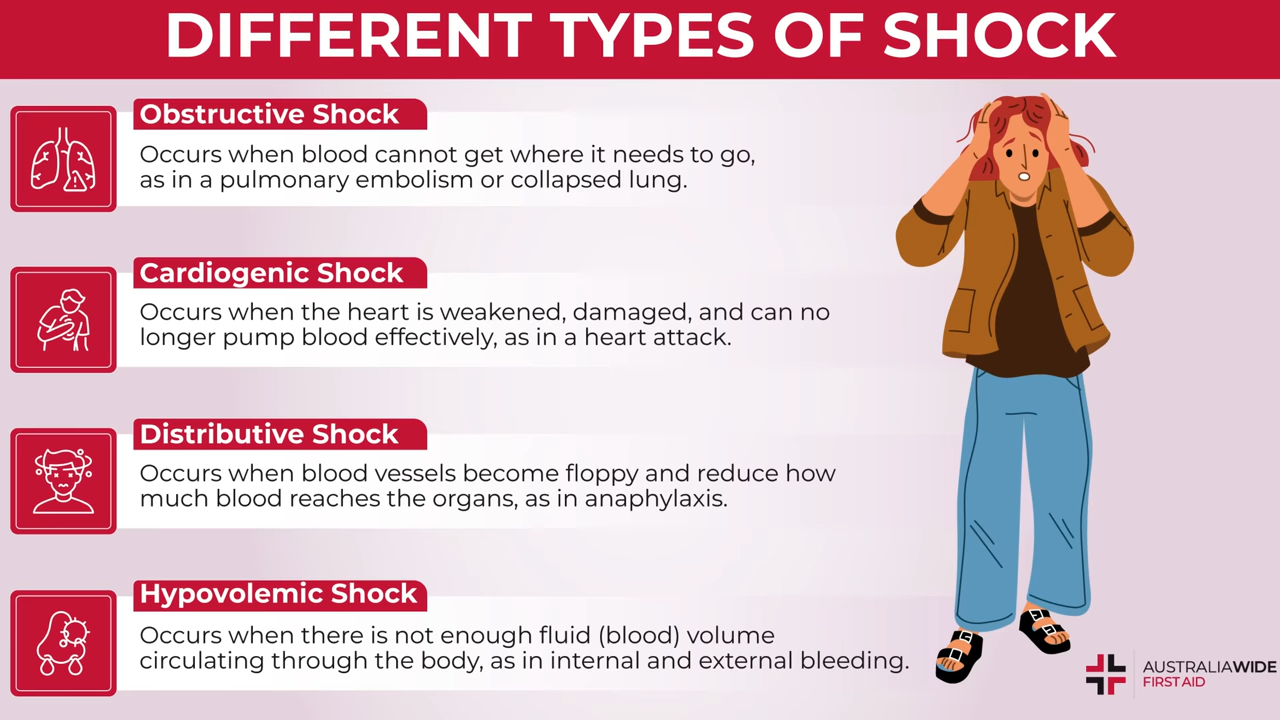 DIFFERENT TYPES OF SHOCK
Obstructive Shock
Occurs when blood cannot get where it needs to go,
as in a pulmonary embolism or collapsed lung.
Cardiogenic Shock
Occurs when the heart is weakened, damaged, and can no
longer pump blood effectively, as in a heart attack.
Distributive Shock
Occurs when blood vessels become floppy and reduce how
much blood reaches the organs, as in anaphylaxis.
Hypovolemic Shock
Occurs when there is not enough fluid (blood) volume
circulating through the body, as in internal and external bleeding.
AUSTRALIAWIDE
FIRST AID